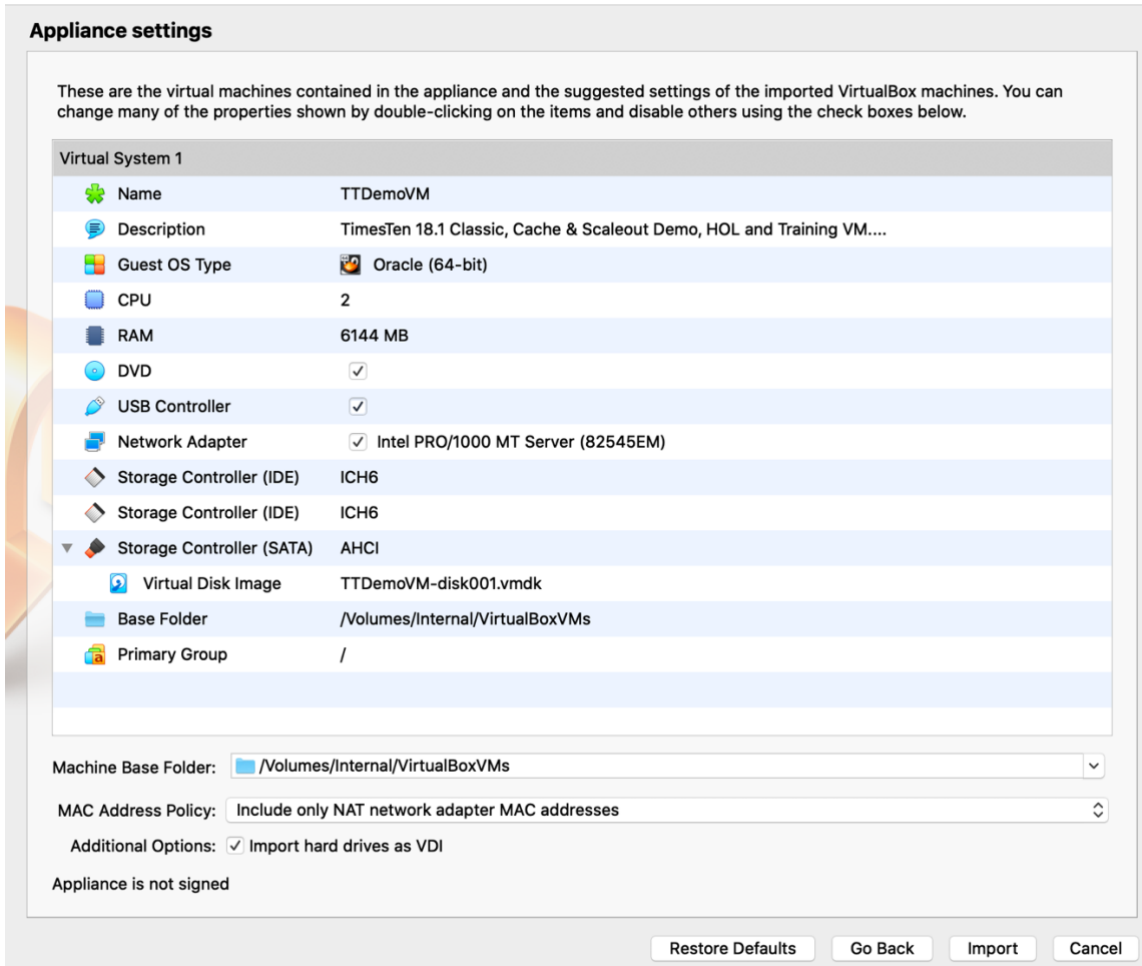 Appliance settings
These are the virtual machines contained in the appliance and the suggested settings of the imported VirtualBox machines. You can
change many of the properties shown by double-clicking on the items and disable others using the check boxes below.
Virtual System 1
Name TTDemoVM
Description TimesTen 18.1 Classic, Cache & Scaleout Demo, HOL and Training VM....
Guest OS Type Oracle (64-bit)
CPU 2
RAM 6144 MB
DVD
USB Controller
Network Adapter Intel PRO/1000 MT Server (82545EM)
Storage Controller (IDE) ICH6
Storage Controller (IDE) ICH6
Storage Controller (SATA) AHCI
Virtual Disk Image TTDemoVM-disk001.vmdk
Base Folder /Volumes/Internal/VirtualBoxVMs
Primary Group /
Machine Base Folder: /Volumes/Internal/VirtualBoxVMs
MAC Address Policy: Include only NAT network adapter MAC addresses
Additional Options: Import hard drives as VDI
Appliance is not signed
Restore Defaults Go Back Import Cancel